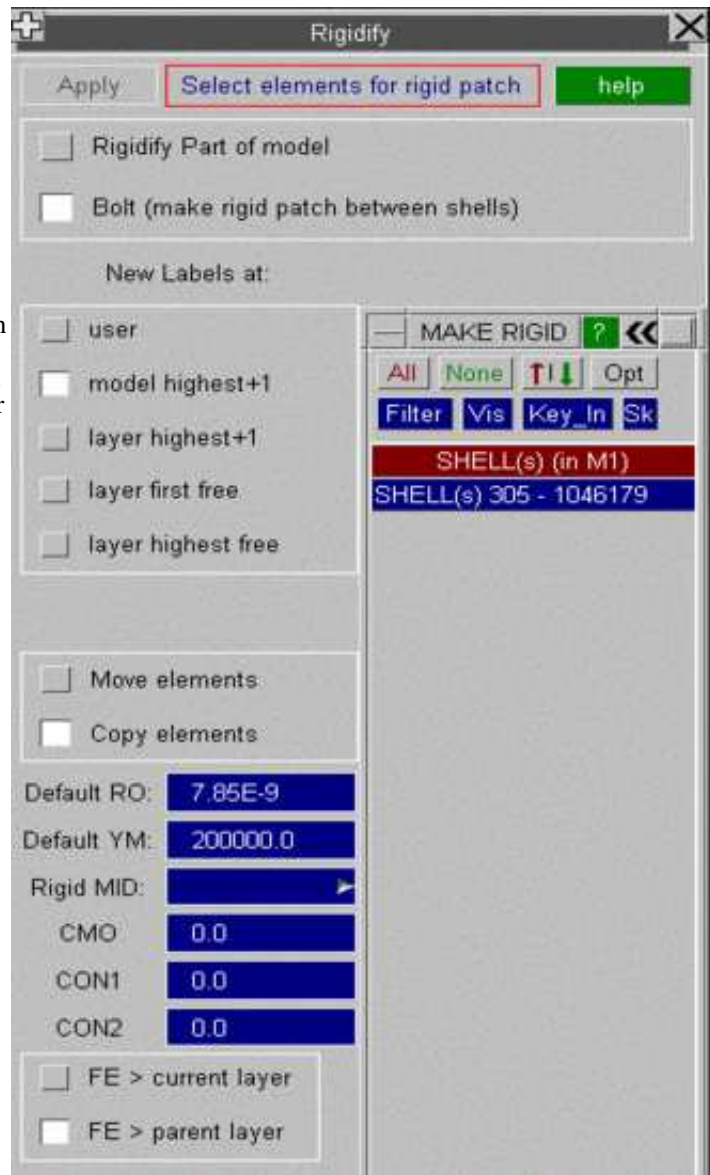 Rigidify
Apply
Select elements for rigid patch
help
Rigidify Part of model
Bolt (make rigid patch between shells)
New Labels at:
user
model highest+1
layer highest+1
layer first free
layer highest free
MAKE RIGID ?
All None Opt
Filter Vis Key_In Sk
SHELL(s) (in M1)
SHELL(s) 305 - 1046179
Move elements
Copy elements
Default RO: 7.85E-9
Default YM: 200000.0
Rigid MID:
CMO 0.0
CON1 0.0
CON2 0.0
FE > current layer
FE > parent layer